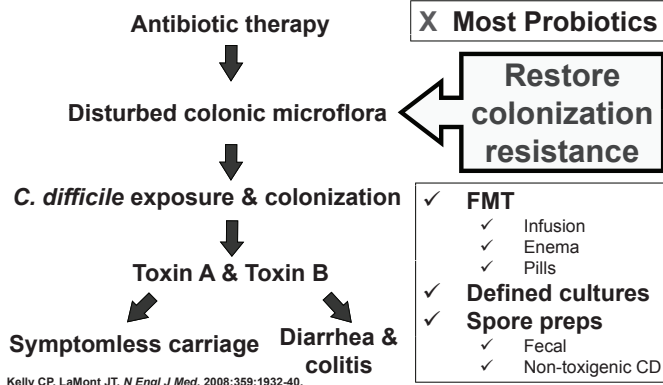 Antibiotic therapy
X Most Probiotics
Disturbed colonic microflora
Restore
colonization
resistance
C. difficile exposure & colonization
Toxin A & Toxin B
Symptomless carriage
Diarrhea &
colitis
✓ FMT
✓ Infusion
✓ Enema
✓ Pills
✓ Defined cultures
✓ Spore preps
✓ Fecal
✓ Non-toxigenic CD
Kelly CP, LaMont JT. N Engl J Med. 2008;359:1932-40.